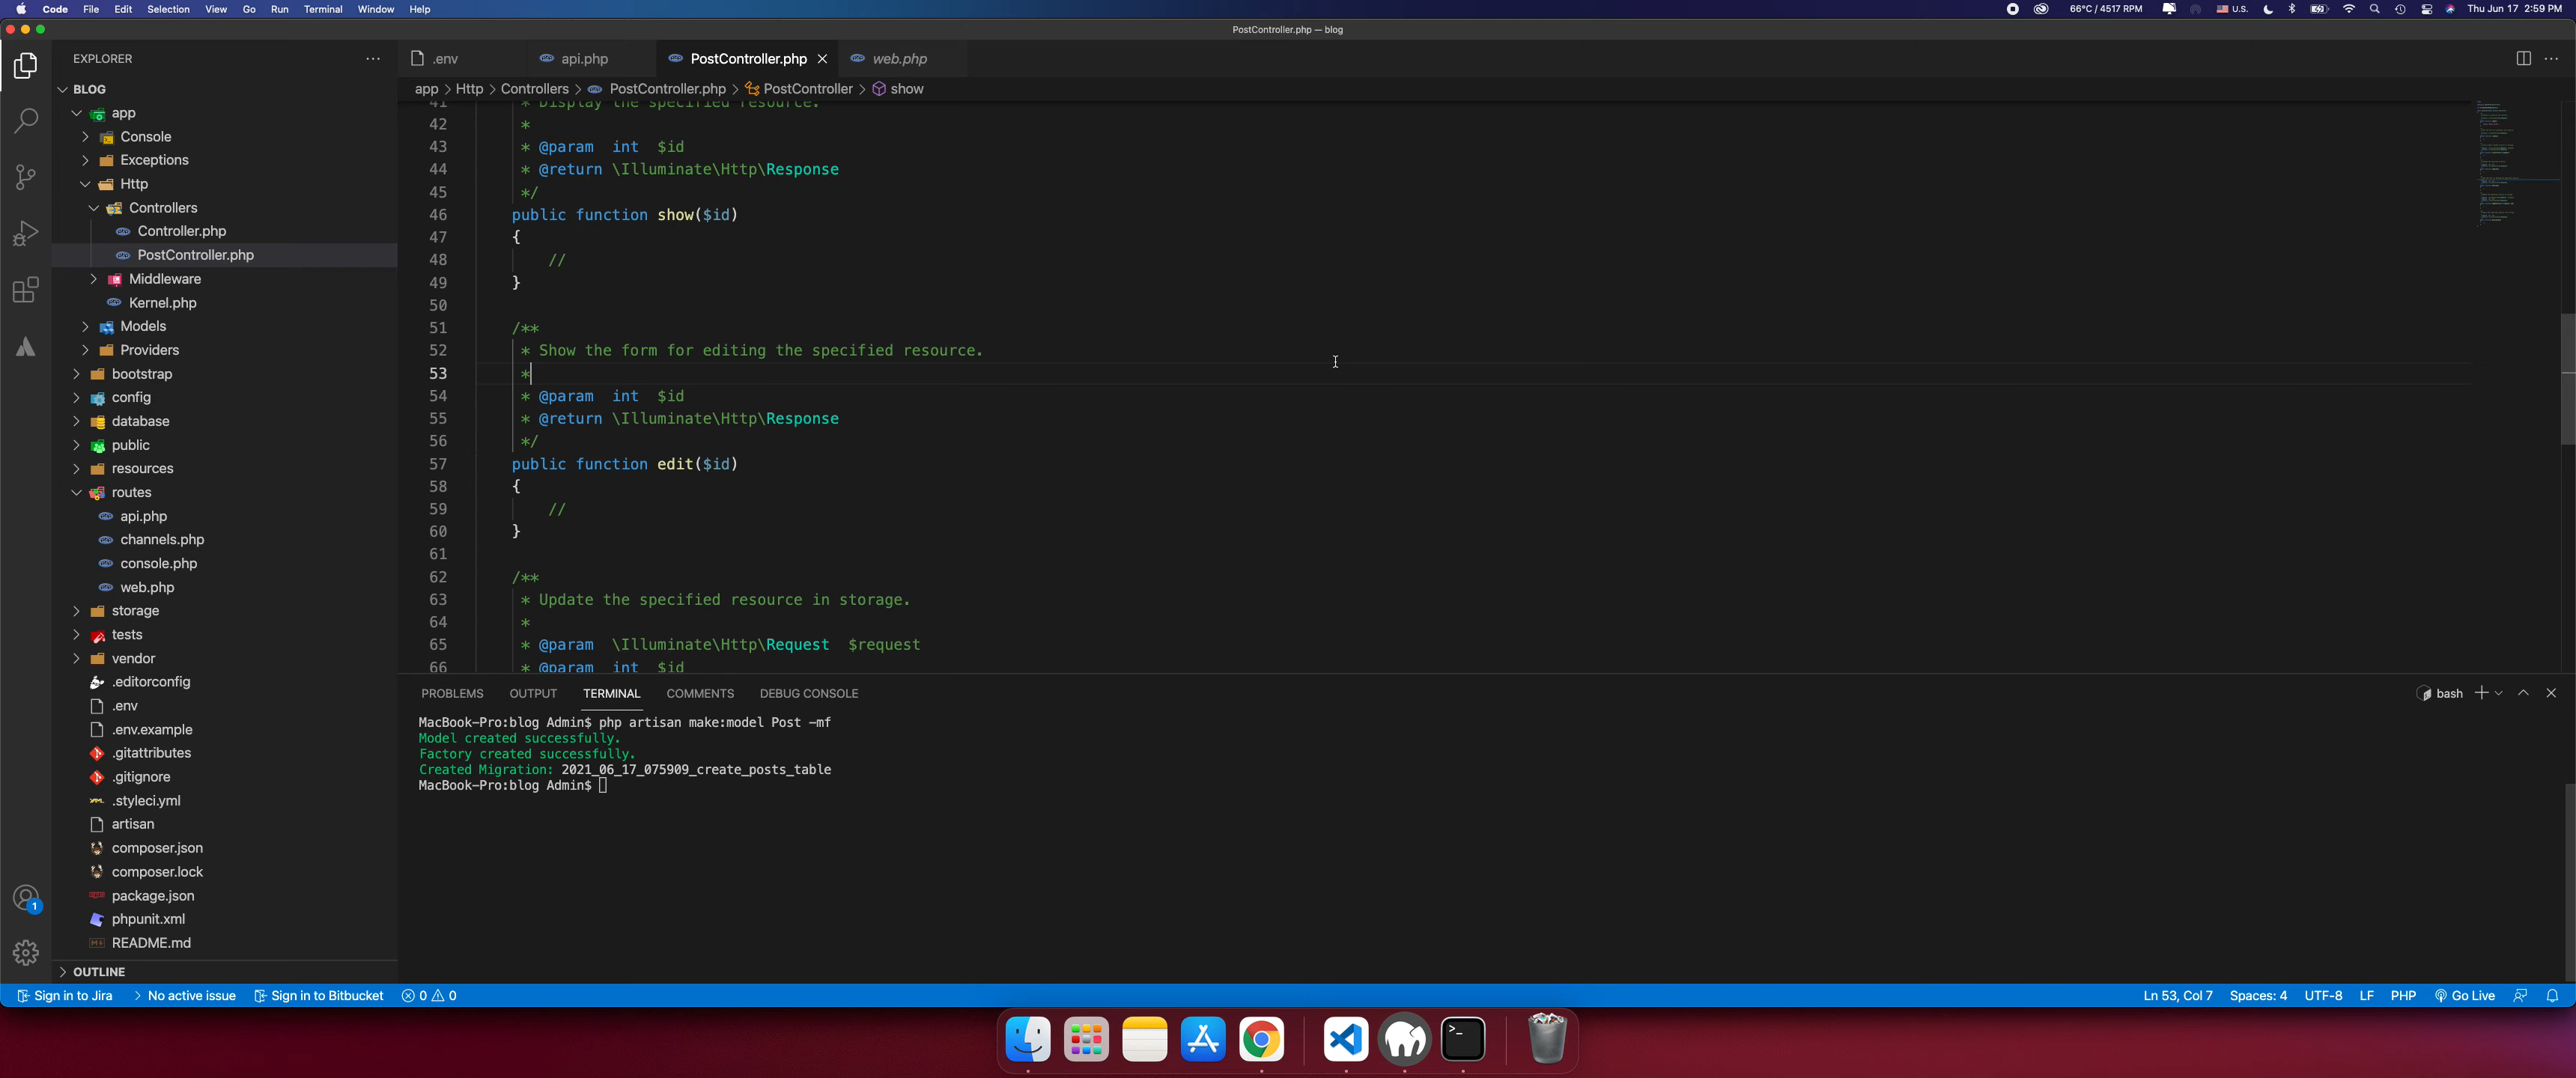 Code File Edit Selection View Go Run Terminal Window Help
66°C / 4517 RPM U.S. Thu Jun 17 2:59 PM
PostController.php — blog
EXPLORER
.env api.php PostController.php web.php
app > Http > Controllers > PostController.php > PostController > show
BLOG
app
Console
Exceptions
Http
Controllers
Controller.php
PostController.php
Middleware
Kernel.php
Models
Providers
bootstrap
config
database
public
resources
routes
api.php
channels.php
console.php
web.php
storage
tests
vendor
.editorconfig
.env
.env.example
.gitattributes
.gitignore
.styleci.yml
artisan
composer.json
composer.lock
package.json
phpunit.xml
README.md
OUTLINE
41 * Display the specified resource.
42 *
43 * @param  int  $id
44 * @return \Illuminate\Http\Response
45 */
46 public function show($id)
47 {
48 //
49 }
50
51 /**
52 * Show the form for editing the specified resource.
53 *
54 * @param  int  $id
55 * @return \Illuminate\Http\Response
56 */
57 public function edit($id)
58 {
59 //
60 }
61
62 /**
63 * Update the specified resource in storage.
64 *
65 * @param  \Illuminate\Http\Request  $request
66 * @param  int  $id
PROBLEMS OUTPUT TERMINAL COMMENTS DEBUG CONSOLE
bash
MacBook-Pro:blog Admin$ php artisan make:model Post -mf
Model created successfully.
Factory created successfully.
Created Migration: 2021_06_17_075909_create_posts_table
MacBook-Pro:blog Admin$
1
Sign in to Jira > No active issue Sign in to Bitbucket 0 0
Ln 53, Col 7 Spaces: 4 UTF-8 LF PHP Go Live